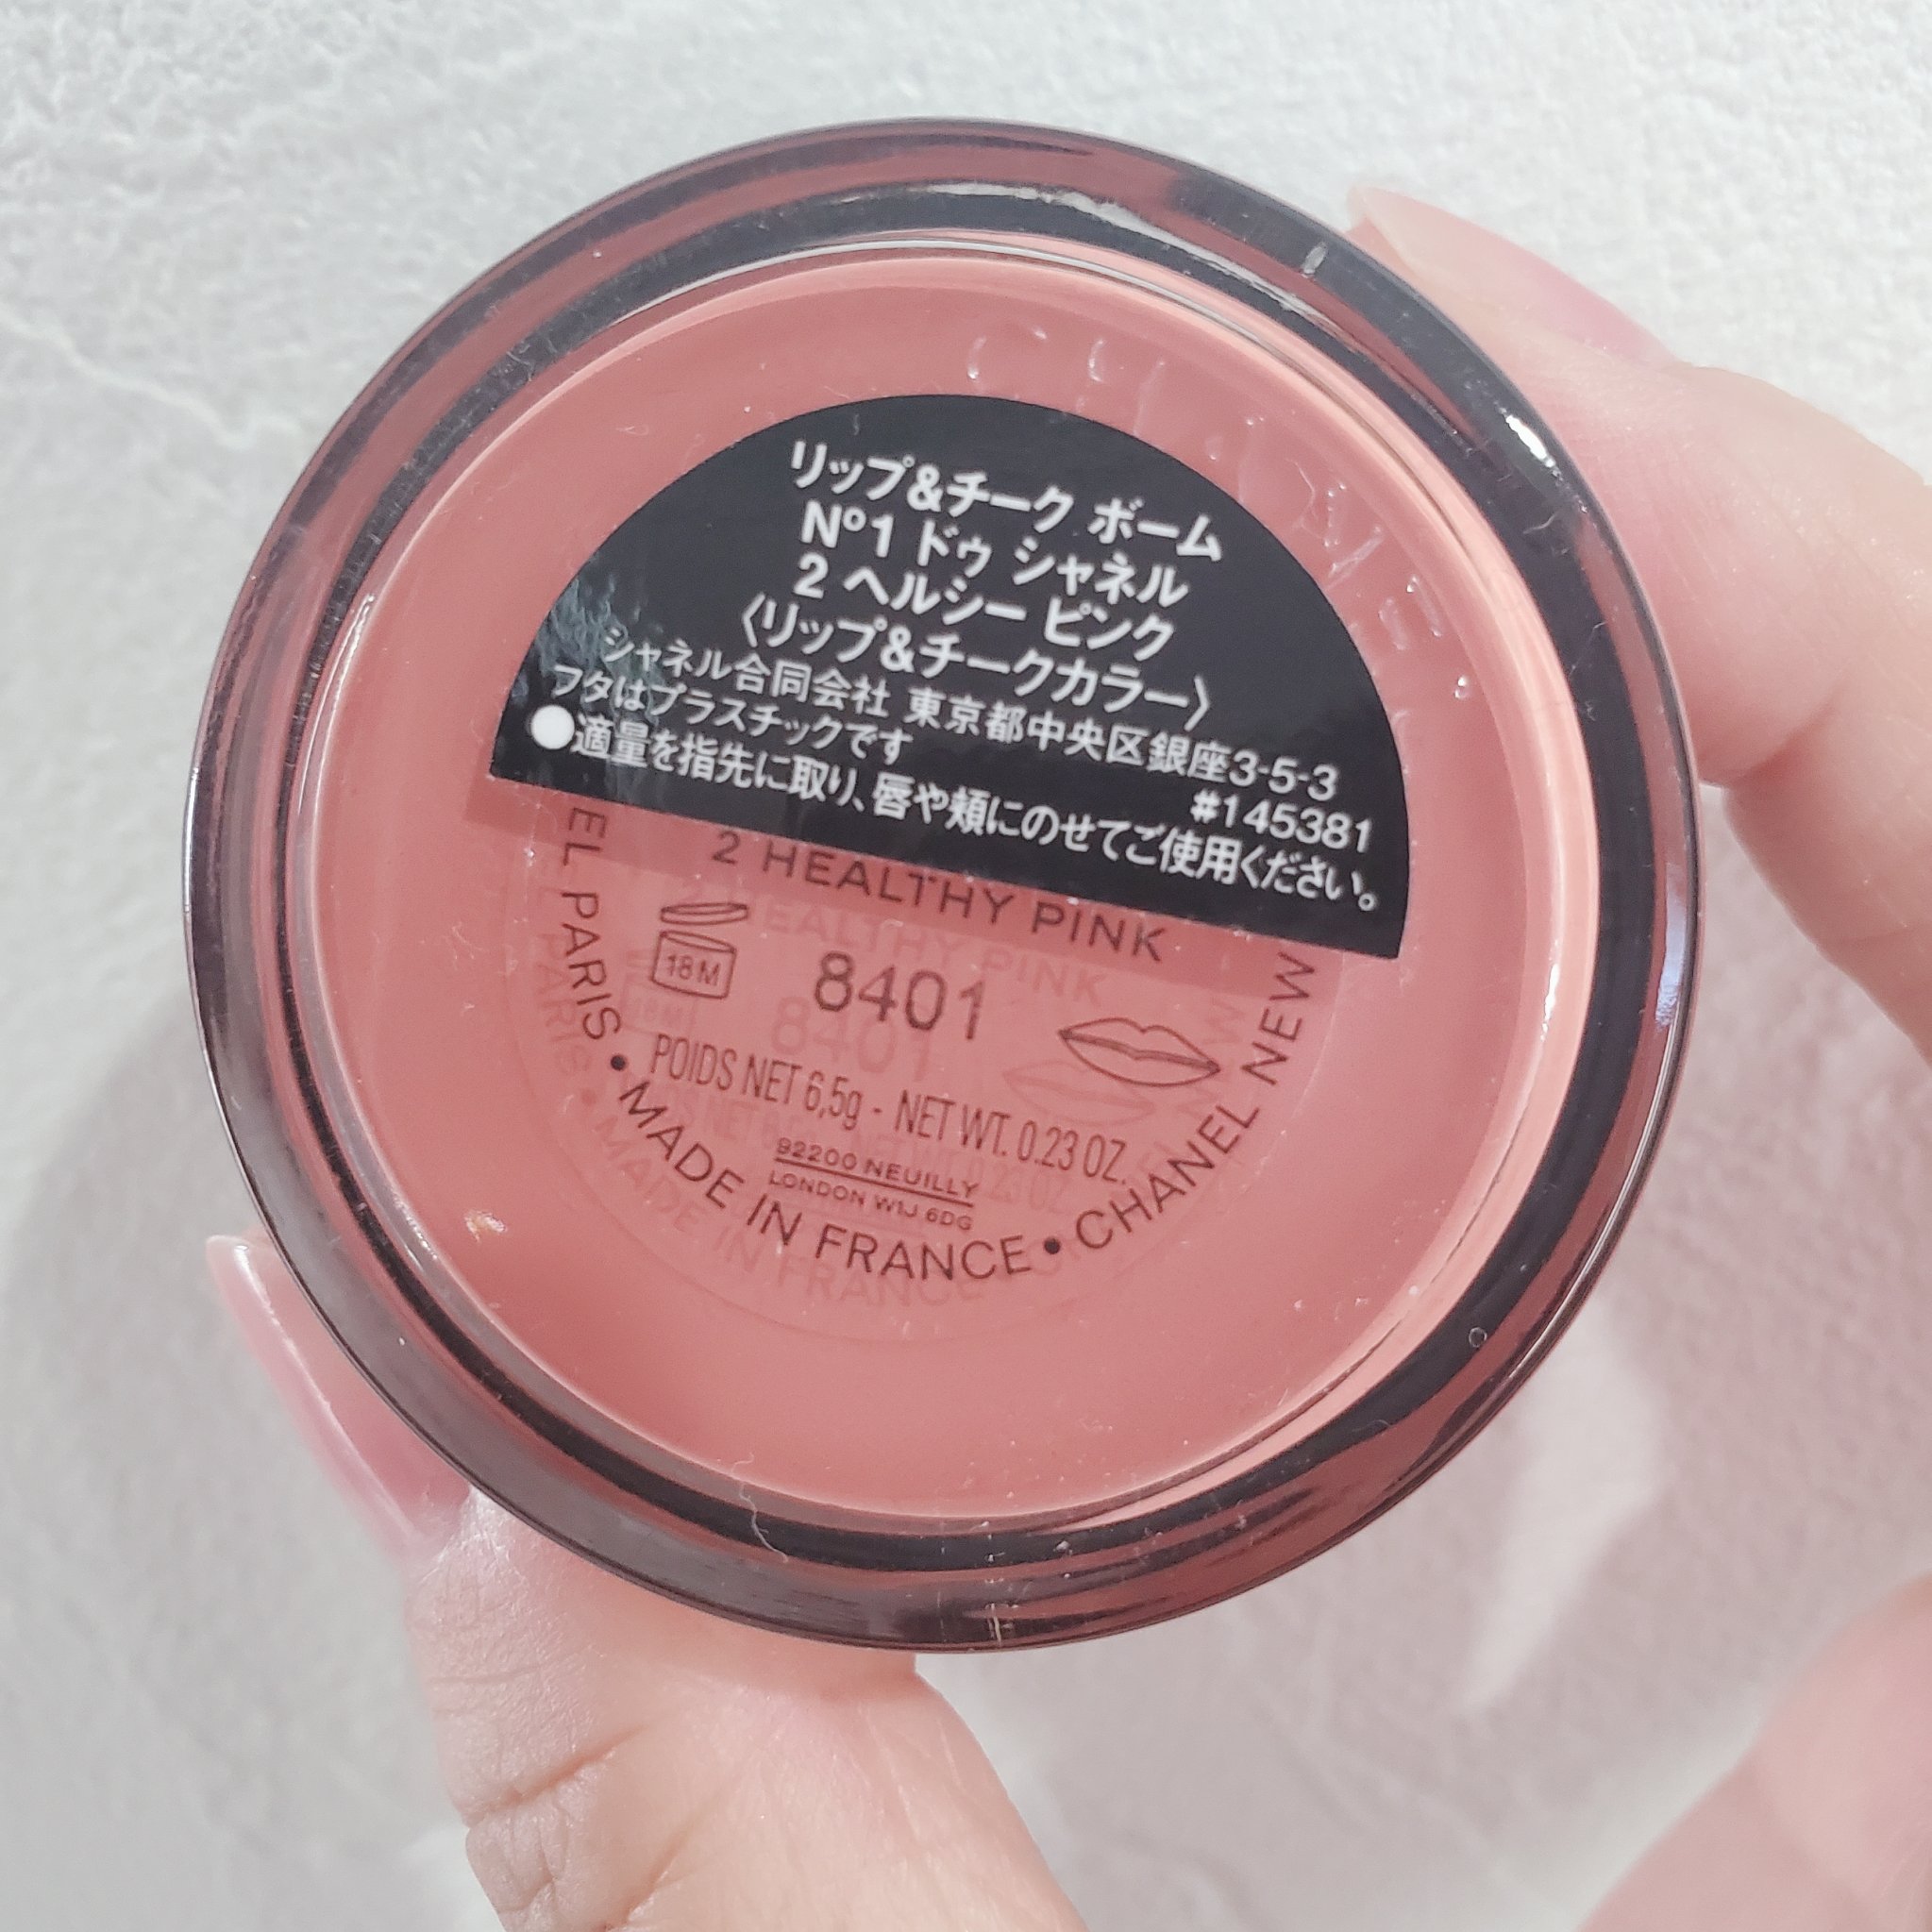 CHANEL
リップ&チーク ボーム
N°1 ドゥ シャネル
2 ヘルシー ピンク
〈リップ&チークカラー〉
シャネル合同会社 東京都中央区銀座3-5-3
フタはプラスチックです #145381
●適量を指先に取り、唇や頬にのせてご使用ください。
2 HEALTHY PINK
18M
8401
POIDS NET 6,5g - NET WT. 0.23 OZ.
92200 NEUILLY
LONDON W1J 6DG
EL PARIS • MADE IN FRANCE • CHANEL NEW